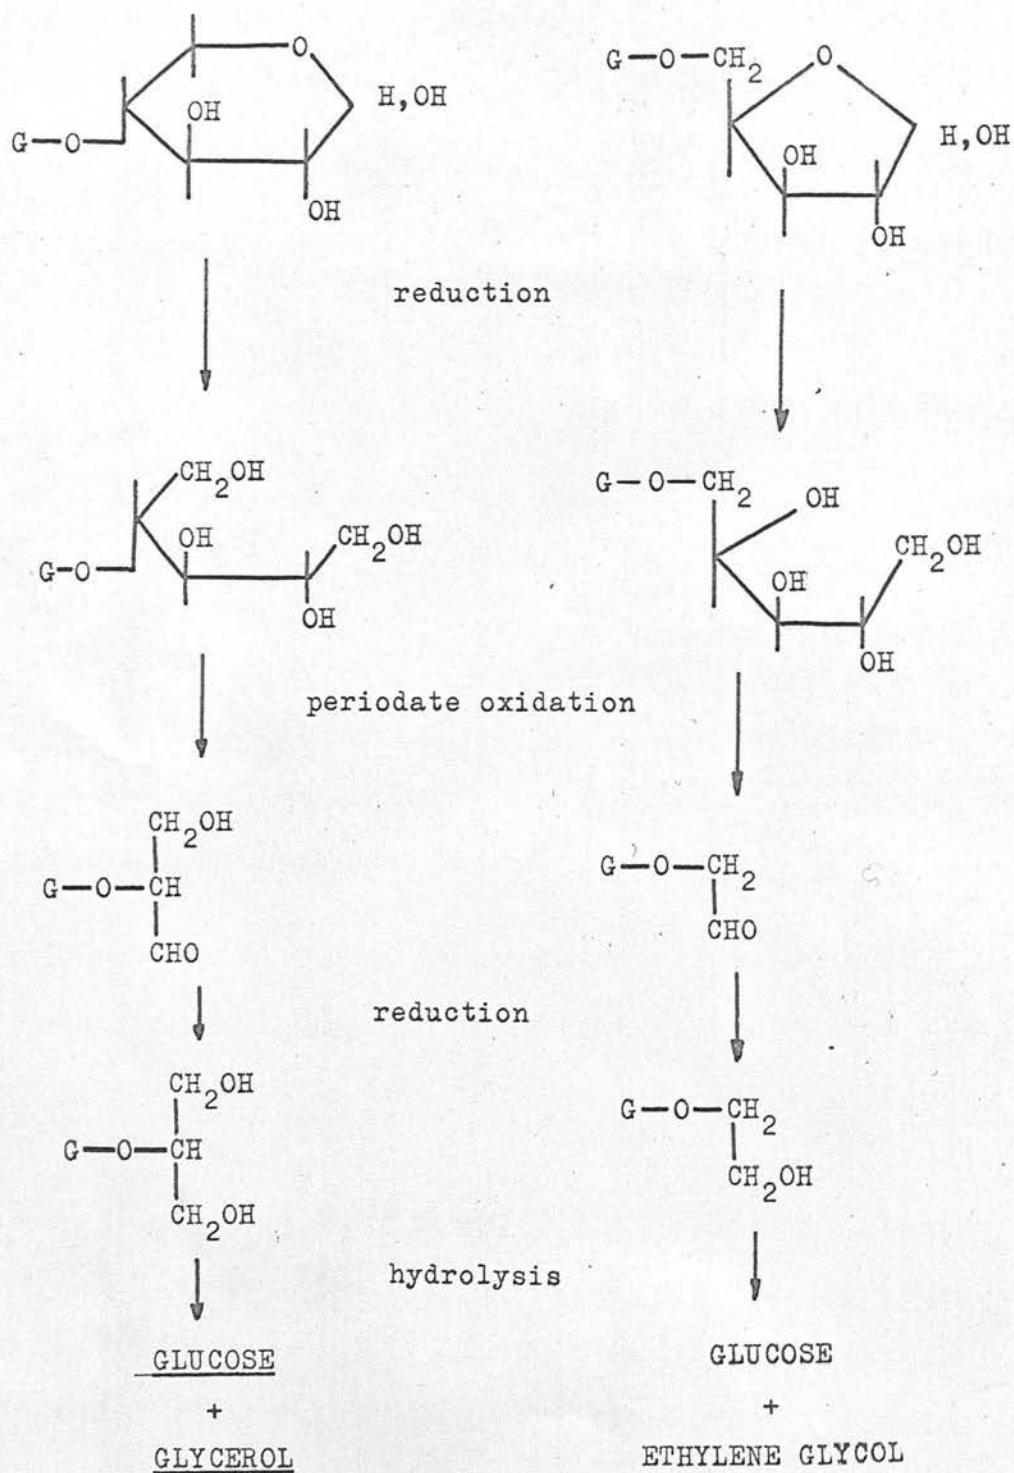 O
H,OH
OH
G-O
OH
G-O-CH2
O
H,OH
OH
OH
reduction
CH2OH
OH
CH2OH
G-O
OH
G-O-CH2
OH
CH2OH
OH
OH
periodate oxidation
CH2OH
G-O-CH
CHO
G-O-CH2
CHO
reduction
CH2OH
G-O-CH
CH2OH
G-O-CH2
CH2OH
hydrolysis
GLUCOSE
+
GLYCEROL
GLUCOSE
+
ETHYLENE GLYCOL